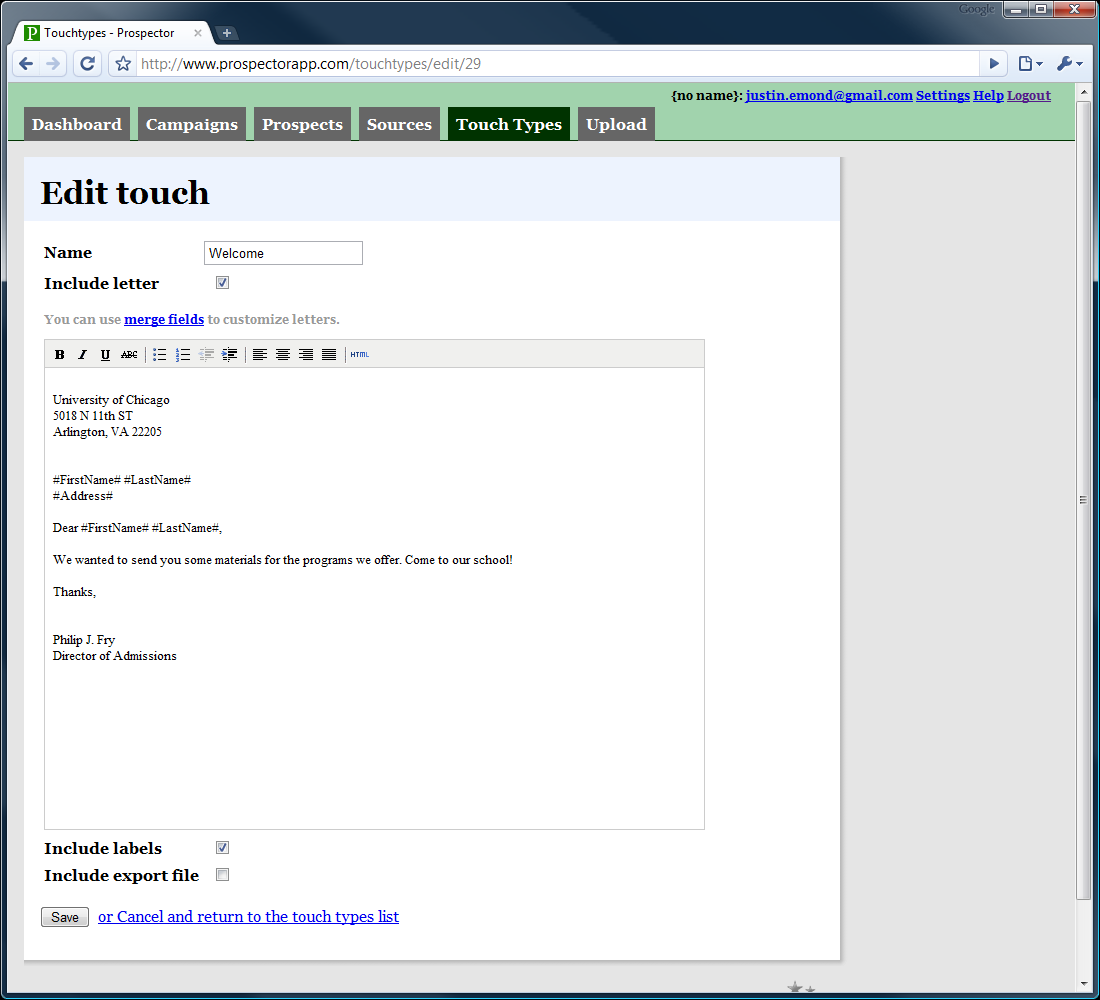 Google
Touchtypes - Prospector
http://www.prospectorapp.com/touchtypes/edit/29
{no name}: justin.emond@gmail.com Settings Help Logout
Dashboard Campaigns Prospects Sources Touch Types Upload
Edit touch
Name Welcome
Include letter
You can use merge fields to customize letters.
B I U ABC HTML
University of Chicago
5018 N 11th ST
Arlington, VA 22205
#FirstName# #LastName#
#Address#
Dear #FirstName# #LastName#,
We wanted to send you some materials for the programs we offer. Come to our school!
Thanks,
Philip J. Fry
Director of Admissions
Include labels
Include export file
Save or Cancel and return to the touch types list